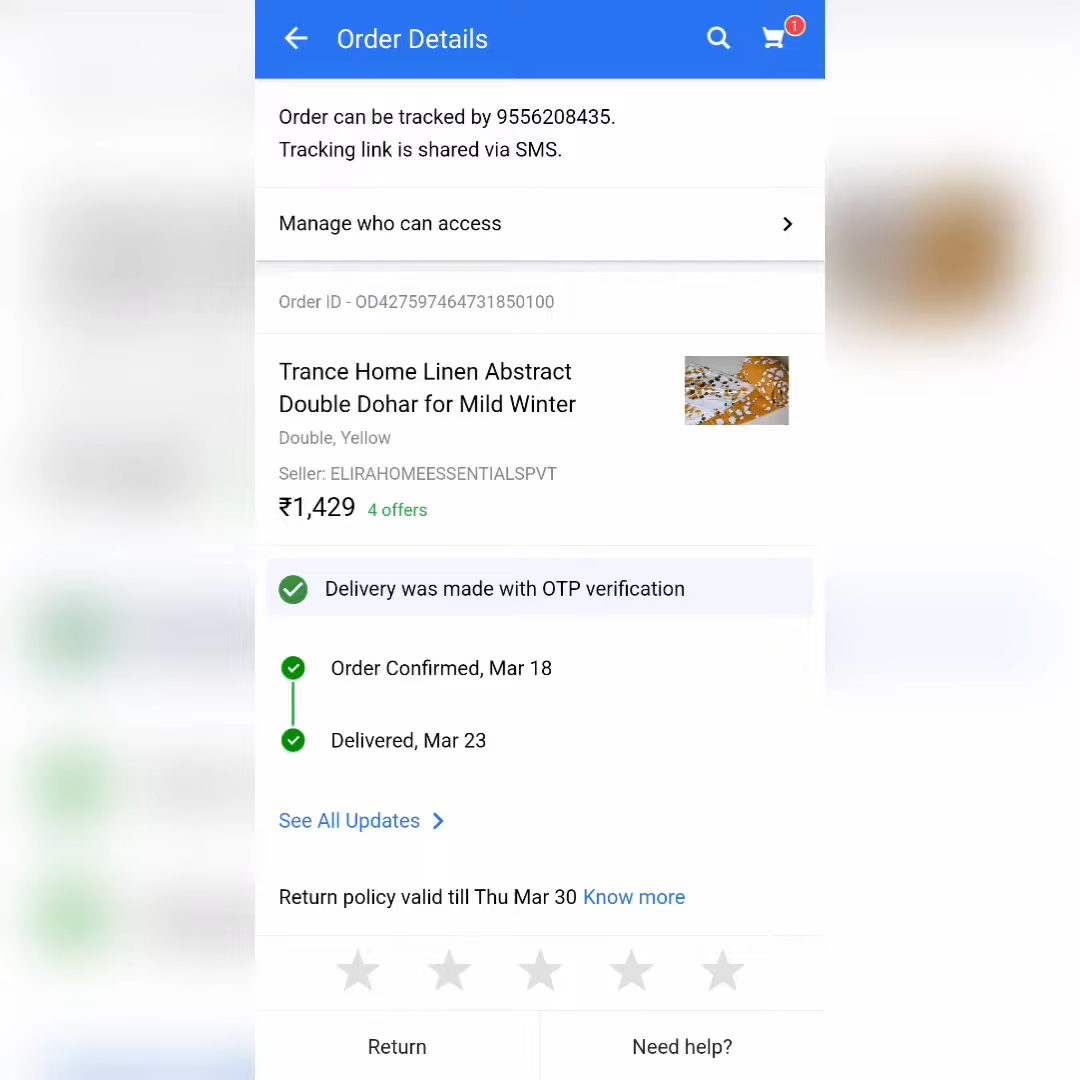 Order Details
1
Order can be tracked by 9556208435.
Tracking link is shared via SMS.
Manage who can access
Order ID - OD427597464731850100
Trance Home Linen Abstract
Double Dohar for Mild Winter
Double, Yellow
Seller: ELIRAHOMEESSENTIALSPVT
₹1,429 4 offers
Delivery was made with OTP verification
Order Confirmed, Mar 18
Delivered, Mar 23
See All Updates
Return policy valid till Thu Mar 30 Know more
Return
Need help?